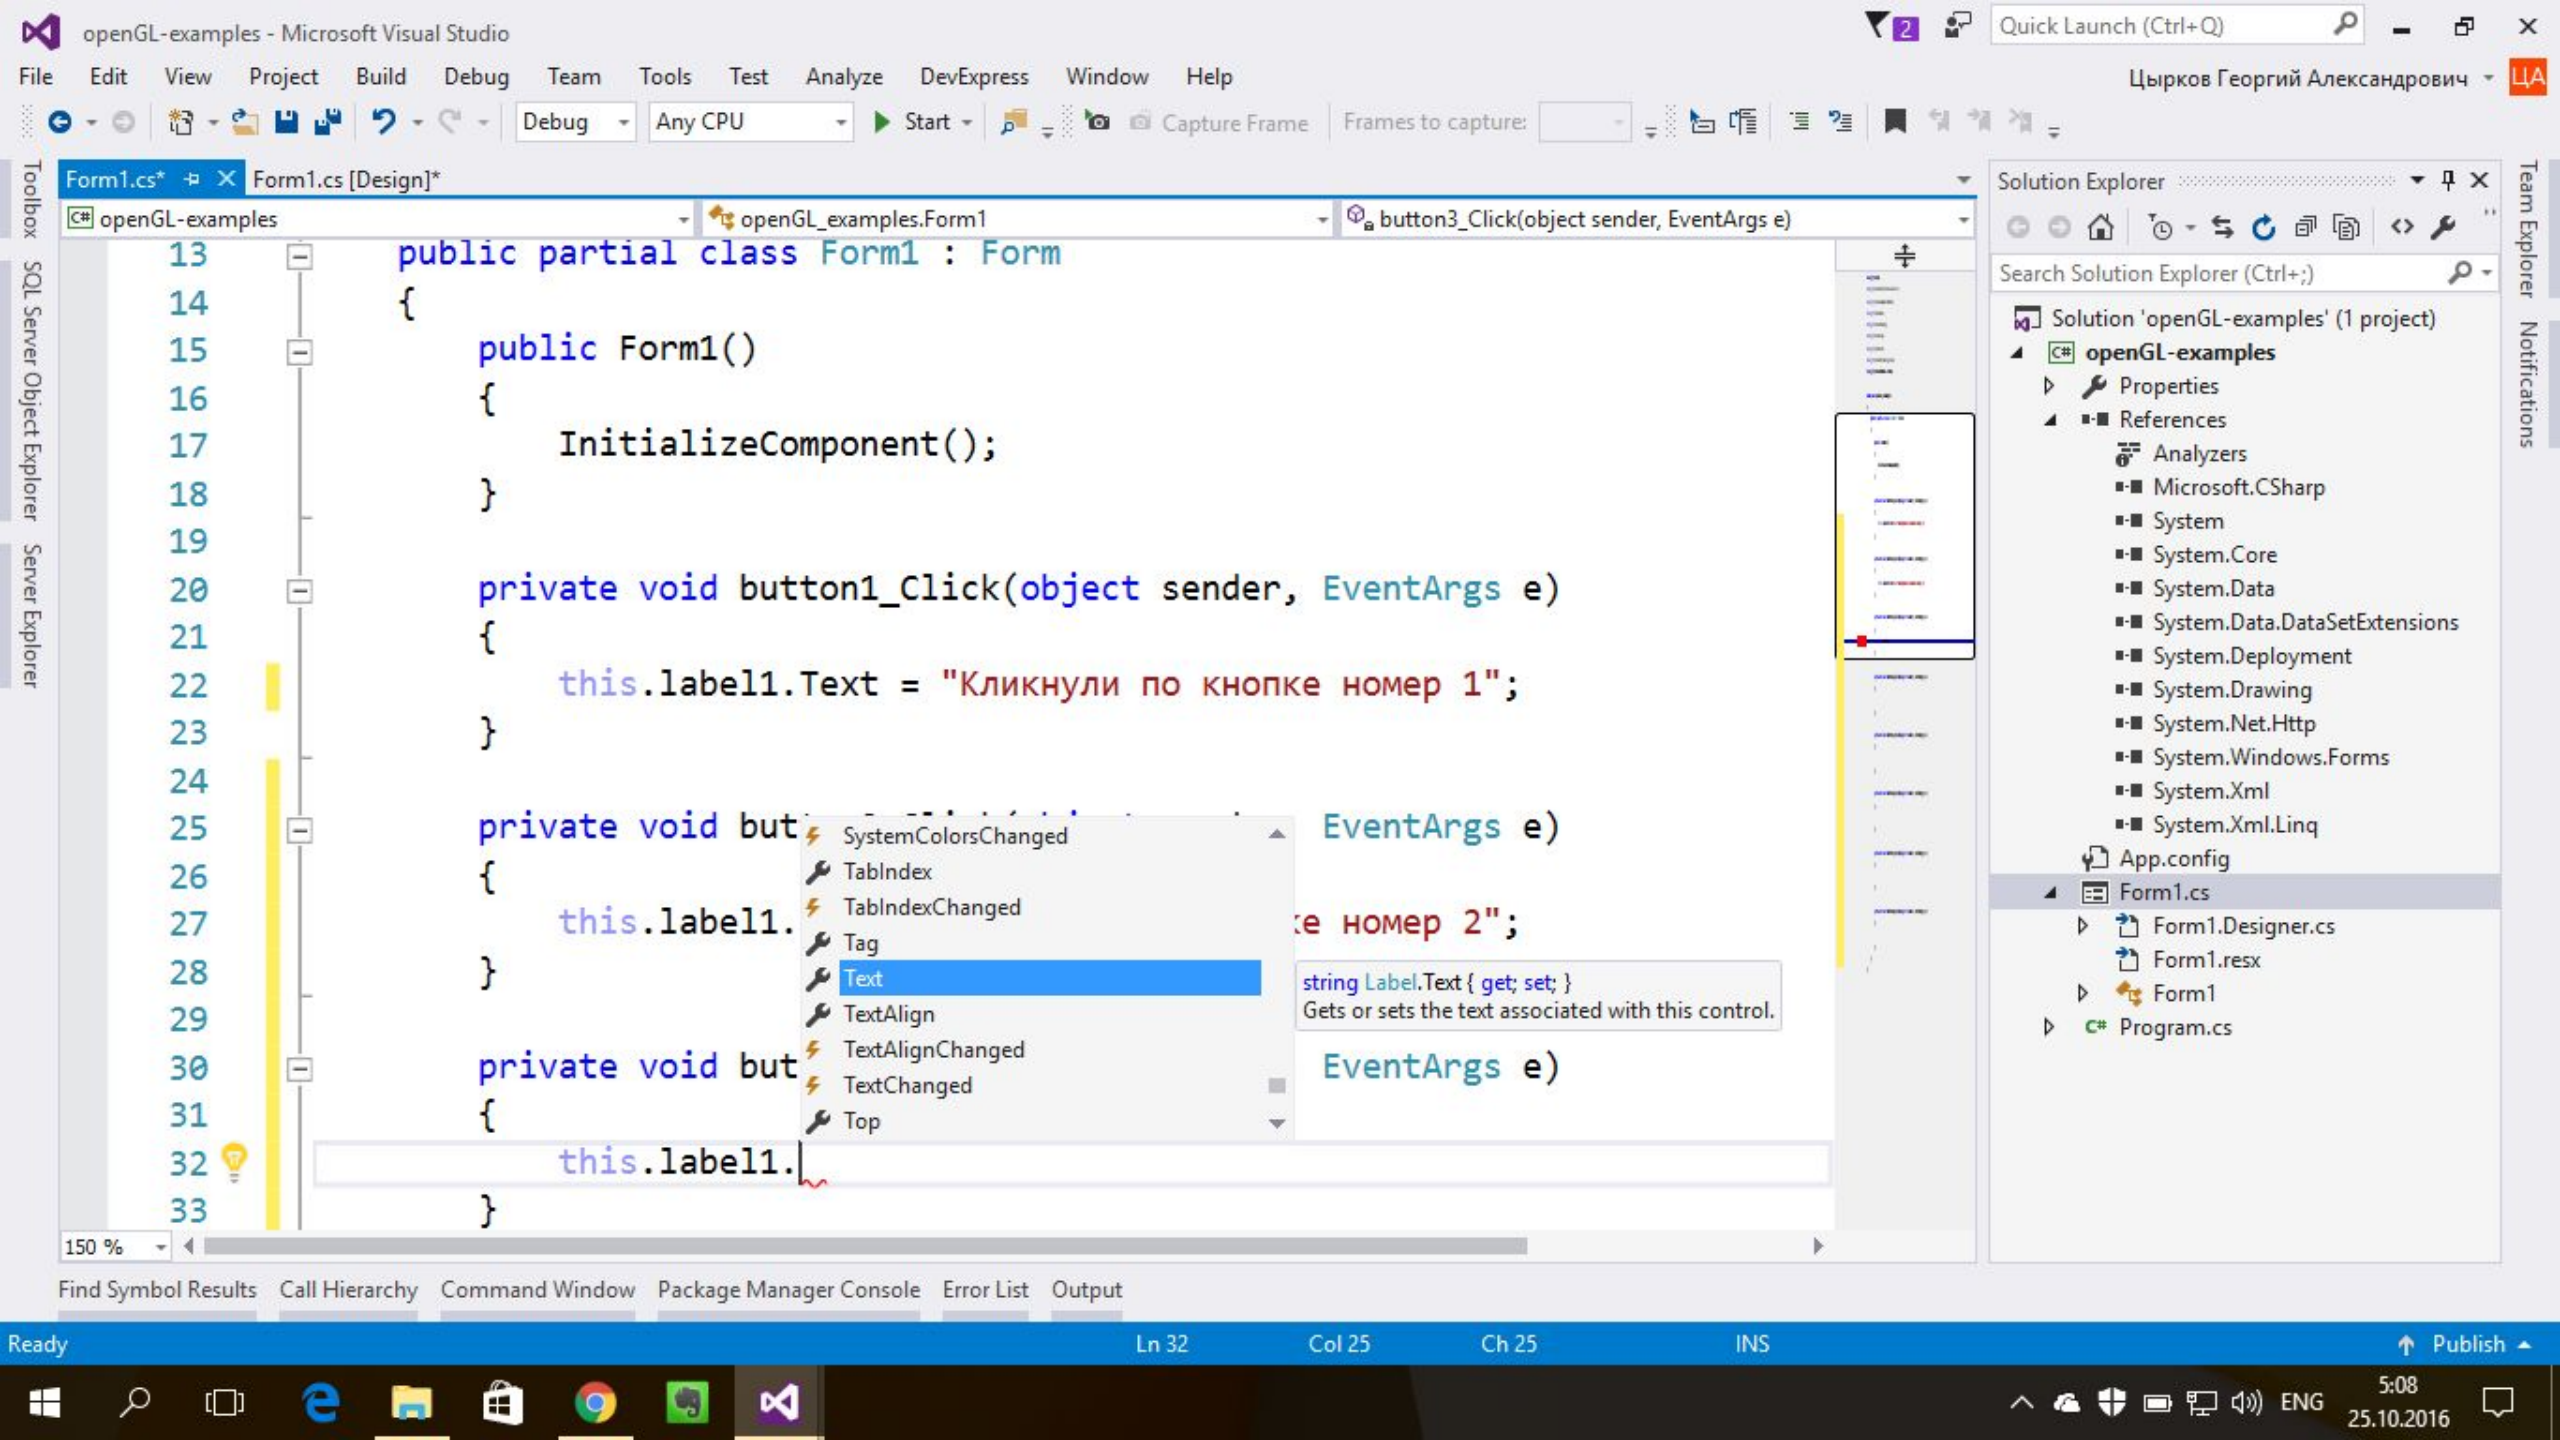 openGL-examples - Microsoft Visual Studio
2
Quick Launch (Ctrl+Q)
File Edit View Project Build Debug Team Tools Test Analyze DevExpress Window Help
Цырков Георгий Александрович ЦА
Debug Any CPU Start Capture Frame Frames to capture:
Toolbox
SQL Server Object Explorer
Server Explorer
Form1.cs* Form1.cs [Design]*
C# openGL-examples openGL_examples.Form1 button3_Click(object sender, EventArgs e)
13 public partial class Form1 : Form
14 {
15 public Form1()
16 {
17 InitializeComponent();
18 }
19
20 private void button1_Click(object sender, EventArgs e)
21 {
22 this.label1.Text = "Кликнули по кнопке номер 1";
23 }
24
25 private void but EventArgs e)
26 {
27 this.label1. ке номер 2";
28 }
29
30 private void but EventArgs e)
31 {
32 this.label1.
33 }
SystemColorsChanged
TabIndex
TabIndexChanged
Tag
Text
TextAlign
TextAlignChanged
TextChanged
Top
string Label.Text { get; set; }
Gets or sets the text associated with this control.
150 %
Solution Explorer
Search Solution Explorer (Ctrl+;)
Solution 'openGL-examples' (1 project)
C# openGL-examples
Properties
References
Analyzers
Microsoft.CSharp
System
System.Core
System.Data
System.Data.DataSetExtensions
System.Deployment
System.Drawing
System.Net.Http
System.Windows.Forms
System.Xml
System.Xml.Linq
App.config
Form1.cs
Form1.Designer.cs
Form1.resx
Form1
C# Program.cs
Team Explorer
Notifications
Find Symbol Results Call Hierarchy Command Window Package Manager Console Error List Output
Ready Ln 32 Col 25 Ch 25 INS Publish
ENG
5:08
25.10.2016